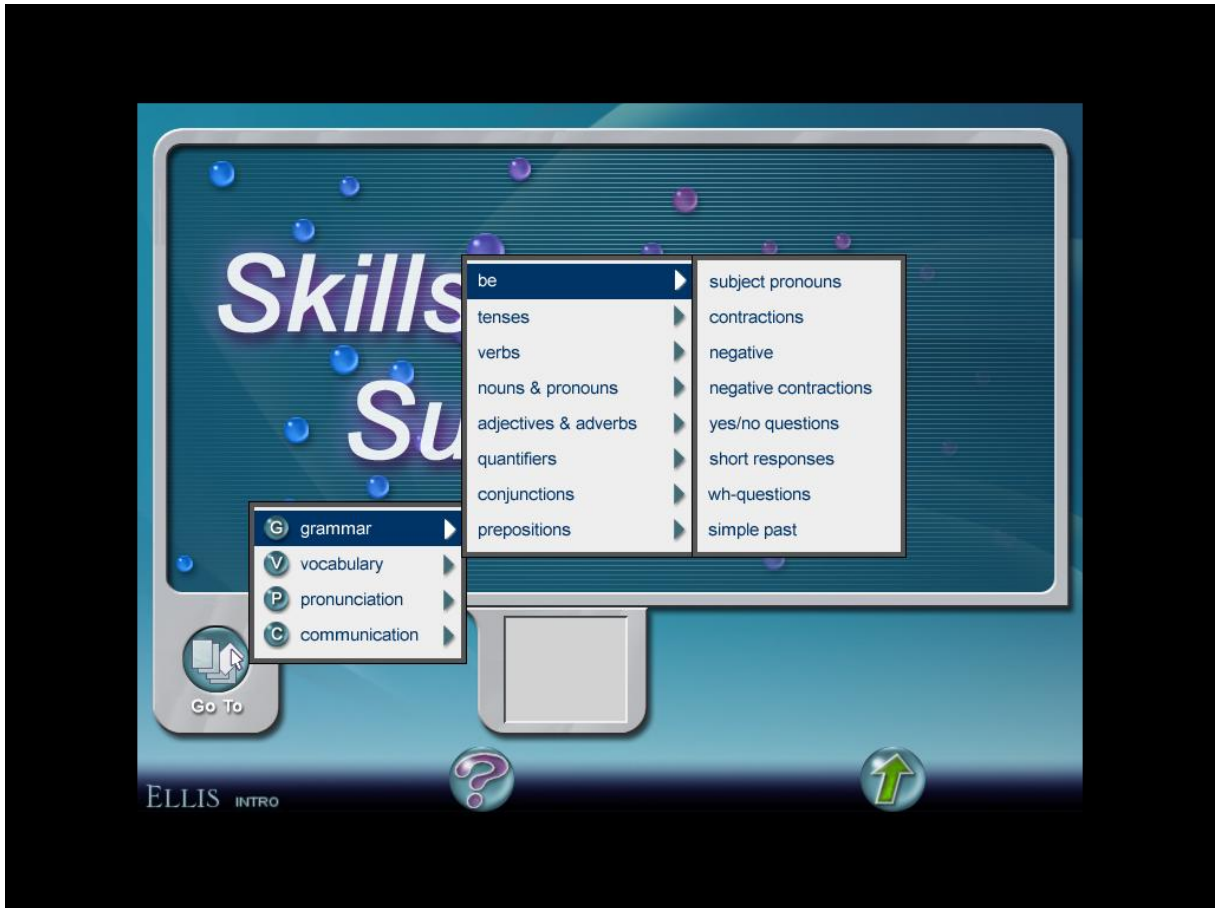 Skills
Su
be
tenses
verbs
nouns & pronouns
adjectives & adverbs
quantifiers
conjunctions
prepositions
subject pronouns
contractions
negative
negative contractions
yes/no questions
short responses
wh-questions
simple past
G grammar
V vocabulary
P pronunciation
C communication
Go To
?
ELLIS INTRO